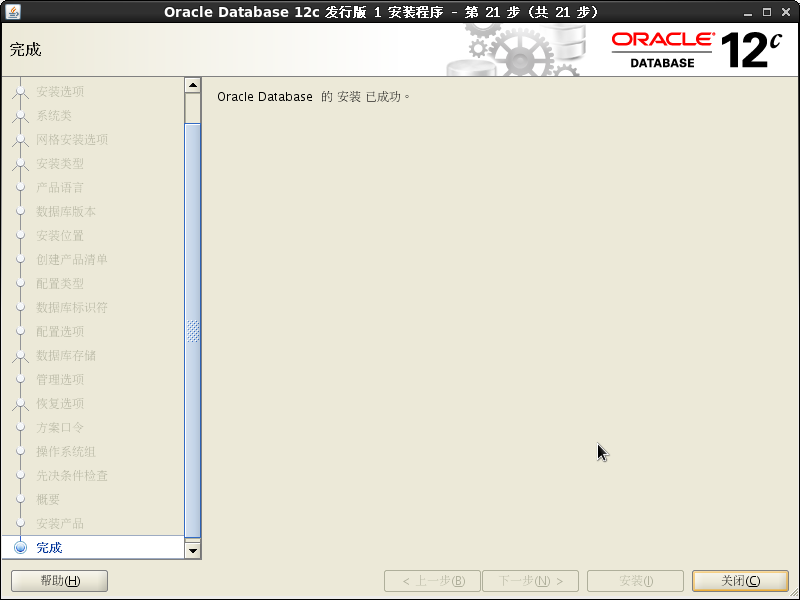 Oracle Database 12c 发行版 1 安装程序 - 第 21 步 (共 21 步)
完成
ORACLE®
DATABASE
12c
安装选项
系统类
网格安装选项
安装类型
产品语言
数据库版本
安装位置
创建产品清单
配置类型
数据库标识符
配置选项
数据库存储
管理选项
恢复选项
方案口令
操作系统组
先决条件检查
概要
安装产品
完成
Oracle Database 的 安装 已成功。
帮助(H)
< 上一步(B)
下一步(N) >
安装(I)
关闭(C)